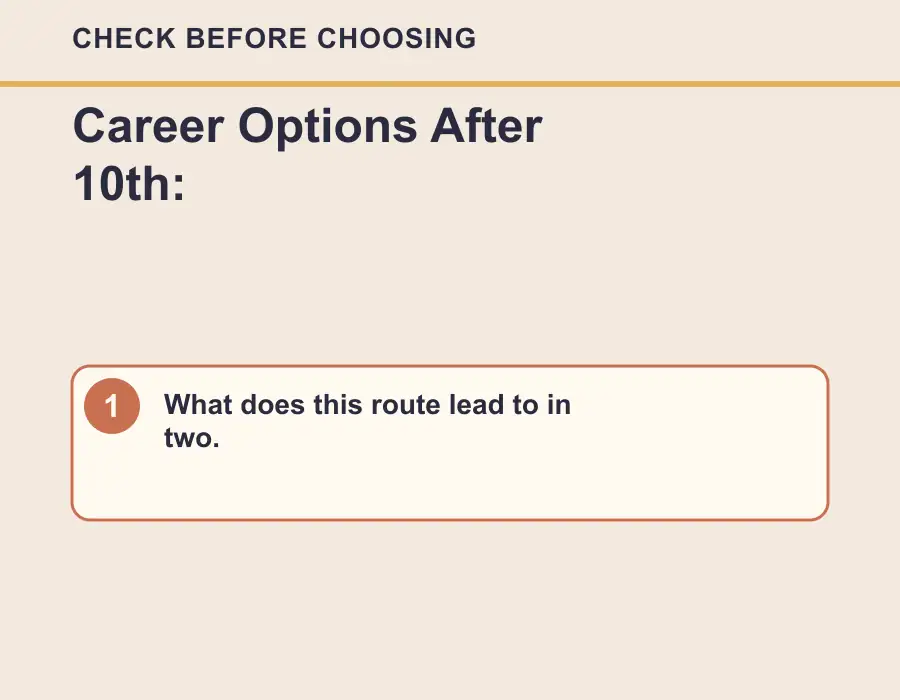 CHECK BEFORE CHOOSING
Career Options After
10th:
1
What does this route lead to in
two.